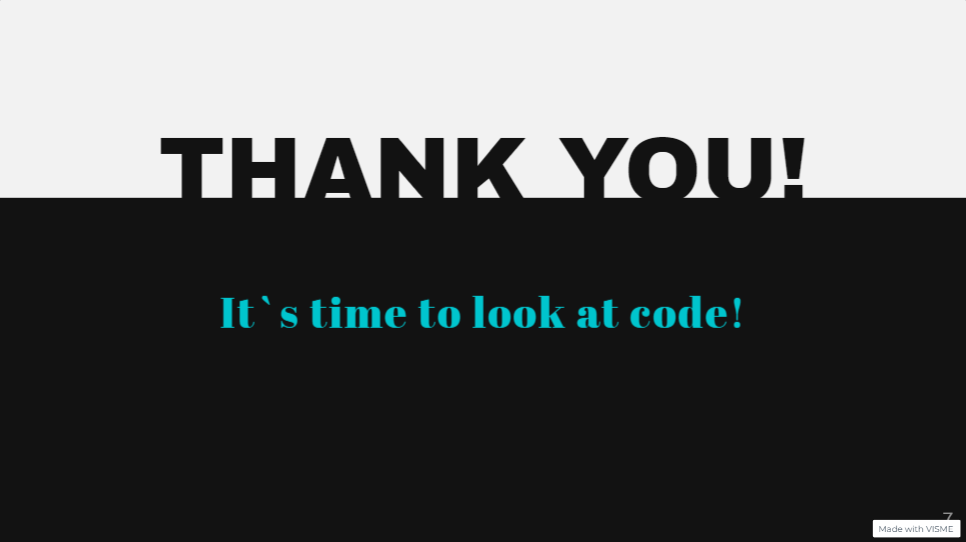 THANK YOU!
It`s time to look at code!
7
Made with VISME